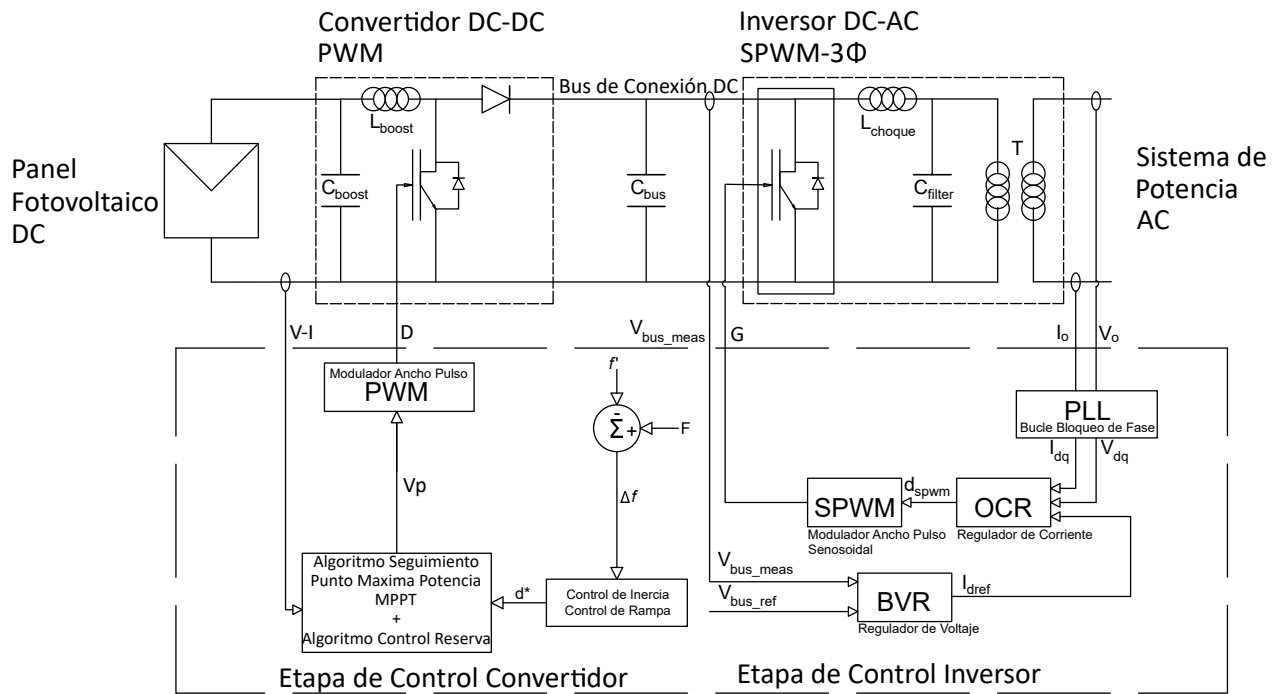 Convertidor DC-DC
PWM
Inversor DC-AC
SPWM-3Φ
Bus de Conexión DC
L_boost
L_choque
Panel
Fotovoltaico
DC
C_boost
C_bus
C_filter
T
Sistema de
Potencia
AC
V-I
D
V_bus_meas
G
I_o
V_o
Modulador Ancho Pulso
PWM
f'
-
Σ +
F
PLL
Bucle Bloqueo de Fase
I_dq
V_dq
Vp
Δf
SPWM
Modulador Ancho Pulso
Senosoidal
d_spwm
OCR
Regulador de Corriente
Algoritmo Seguimiento
Punto Maxima Potencia
MPPT
+
Algoritmo Control Reserva
d*
Control de Inercia
Control de Rampa
V_bus_meas
V_bus_ref
BVR
Regulador de Voltaje
I_dref
Etapa de Control Convertidor
Etapa de Control Inversor